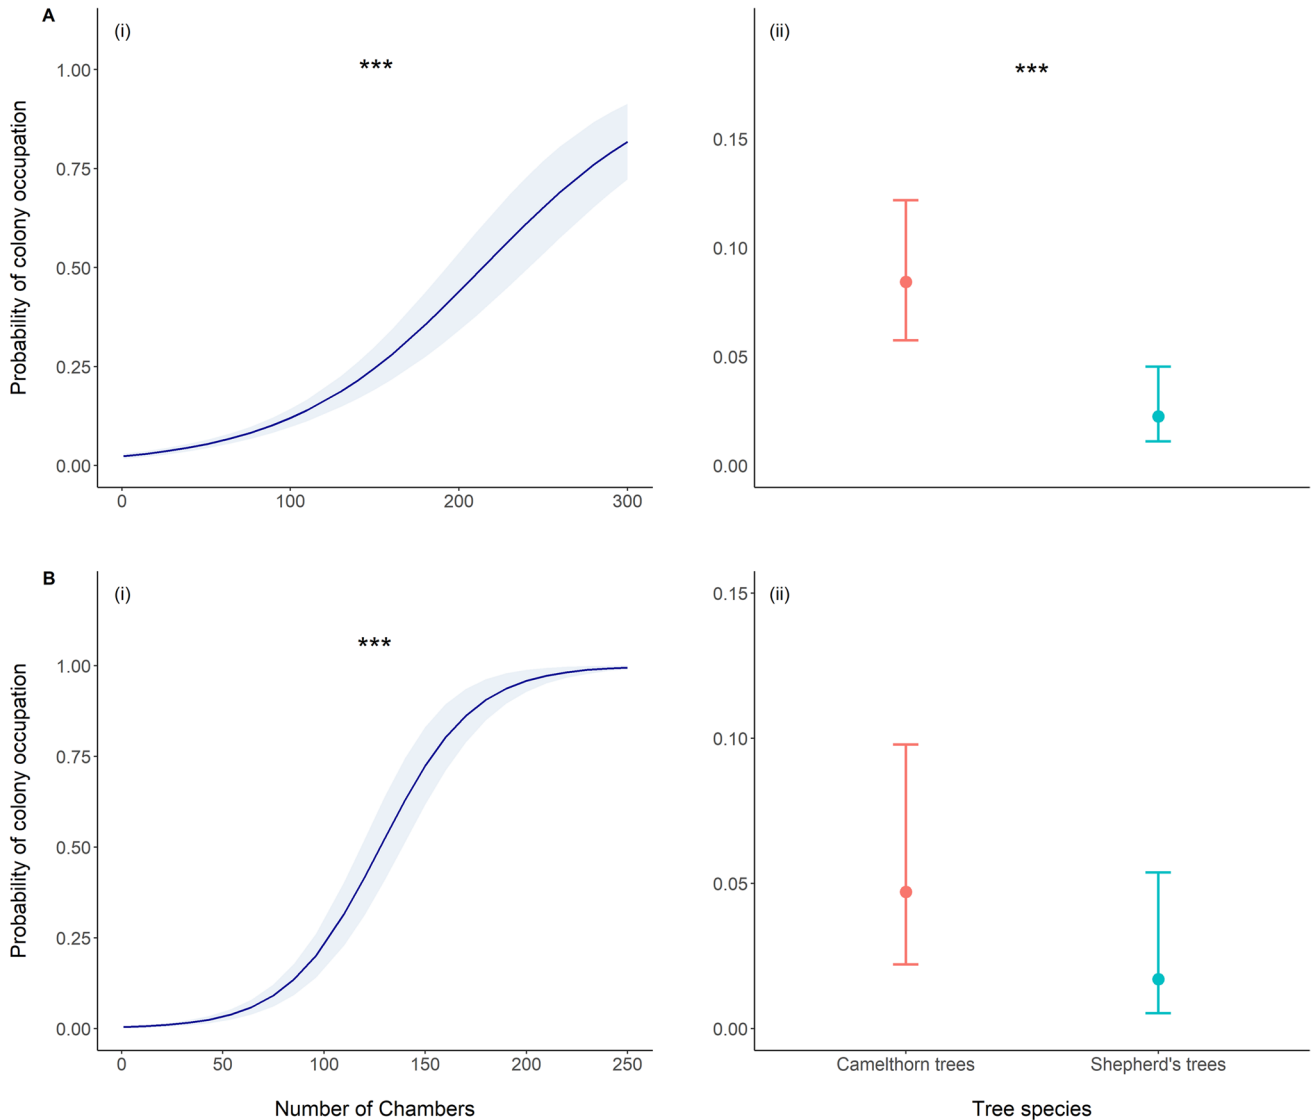 A
(i)
***
1.00
0.75
0.50
0.25
0.00
0 100 200 300
Probability of colony occupation
(ii)
***
0.15
0.10
0.05
0.00
B
(i)
***
1.00
0.75
0.50
0.25
0.00
0 50 100 150 200 250
Probability of colony occupation
Number of Chambers
(ii)
0.15
0.10
0.05
0.00
Camelthorn trees Shepherd's trees
Tree species